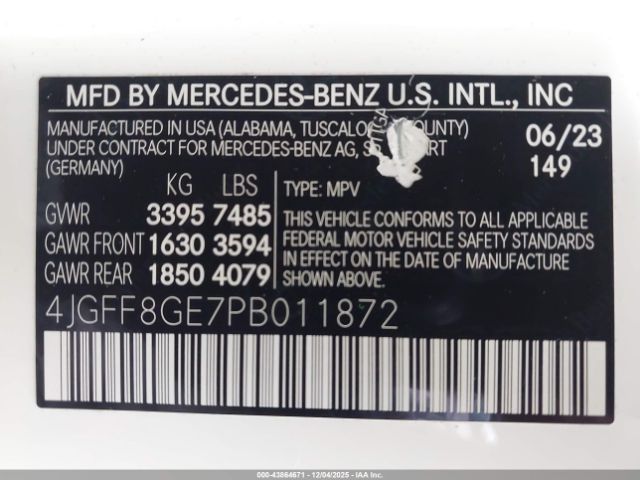 MFD BY MERCEDES-BENZ U.S. INTL., INC
MANUFACTURED IN USA (ALABAMA, COUNTY) 06/23
UNDER CONTRACT FOR MERCEDES-BENZ AG, 149
(GERMANY)
KG LBS TYPE: MPV
GVWR 3395 7485
GAWR FRONT 1630 3594
GAWR REAR 1850 4079
THIS VEHICLE CONFORMS TO ALL APPLICABLE
FEDERAL MOTOR VEHICLE SAFETY STANDARDS
IN EFFECT ON THE DATE OF MANUFACTURE
SHOWN ABOVE.
4JGFF8GE7PB011872
000-43864671 - 12/04/2025 - IAA Inc.